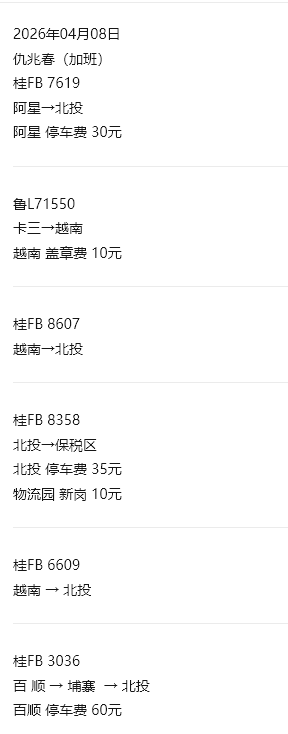 2026年04月08日
仇兆春（加班）
桂FB 7619
阿星→北投
阿星 停车费 30元
鲁L71550
卡三→越南
越南 盖章费 10元
桂FB 8607
越南→北投
桂FB 8358
北投→保税区
北投 停车费 35元
物流园 新岗 10元
桂FB 6609
越南 → 北投
桂FB 3036
百 顺 → 埔寨  → 北投
百顺 停车费 60元